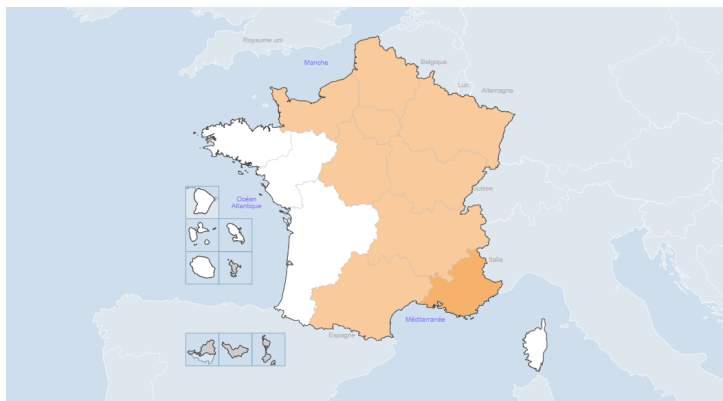 Royaume uni
Manche
Belgique
Lux.
Allemagne
Suisse
Océan
Atlantique
Italie
Méditerranée
Espagne